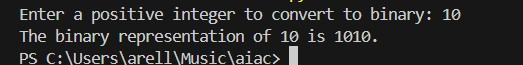 Enter a positive integer to convert to binary: 10
The binary representation of 10 is 1010.
PS C:\Users\arell\Music\aiac>